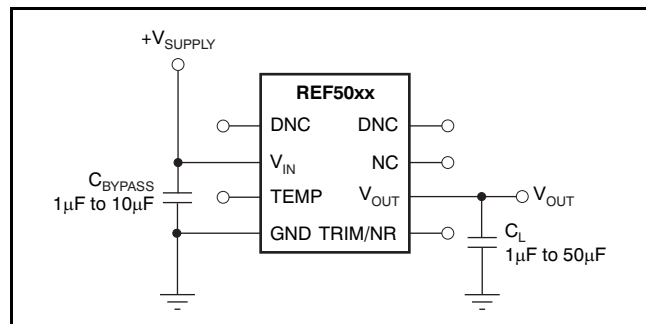 +VSUPPLY
REF50xx
DNC DNC
VIN NC
CBYPASS
1μF to 10μF
TEMP VOUT VOUT
GND TRIM/NR
CL
1μF to 50μF